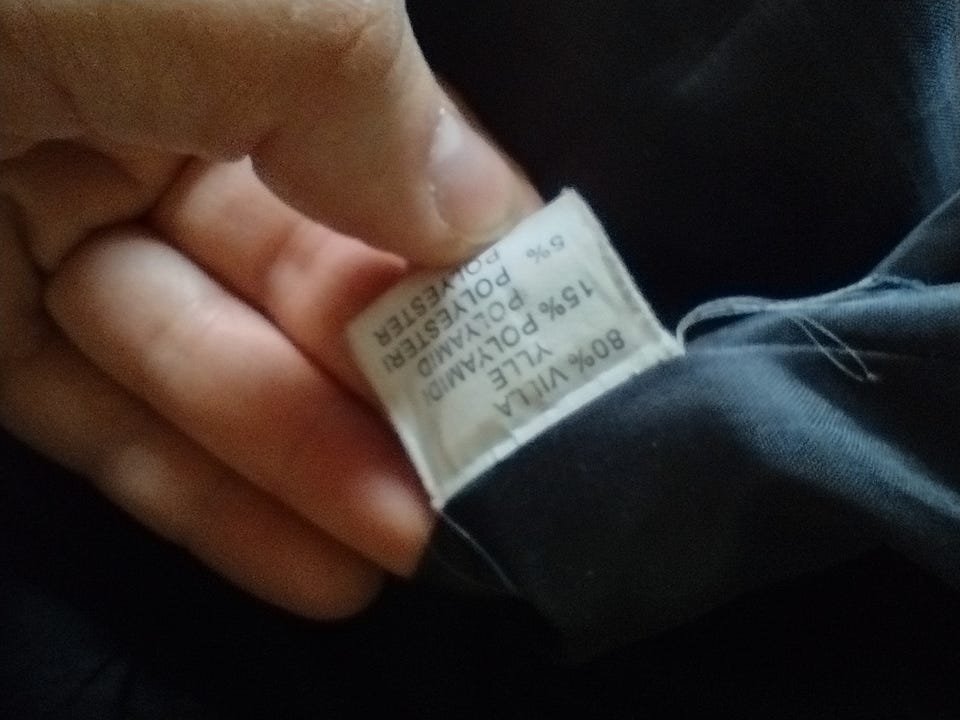 80% VILLA
YLLE
15% POLYAMIDI
POLYAMID
5% POLYESTERI
POLYESTER